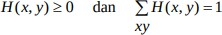 H(x, y) ≥ 0 dan ∑ H(x, y) = 1
xy